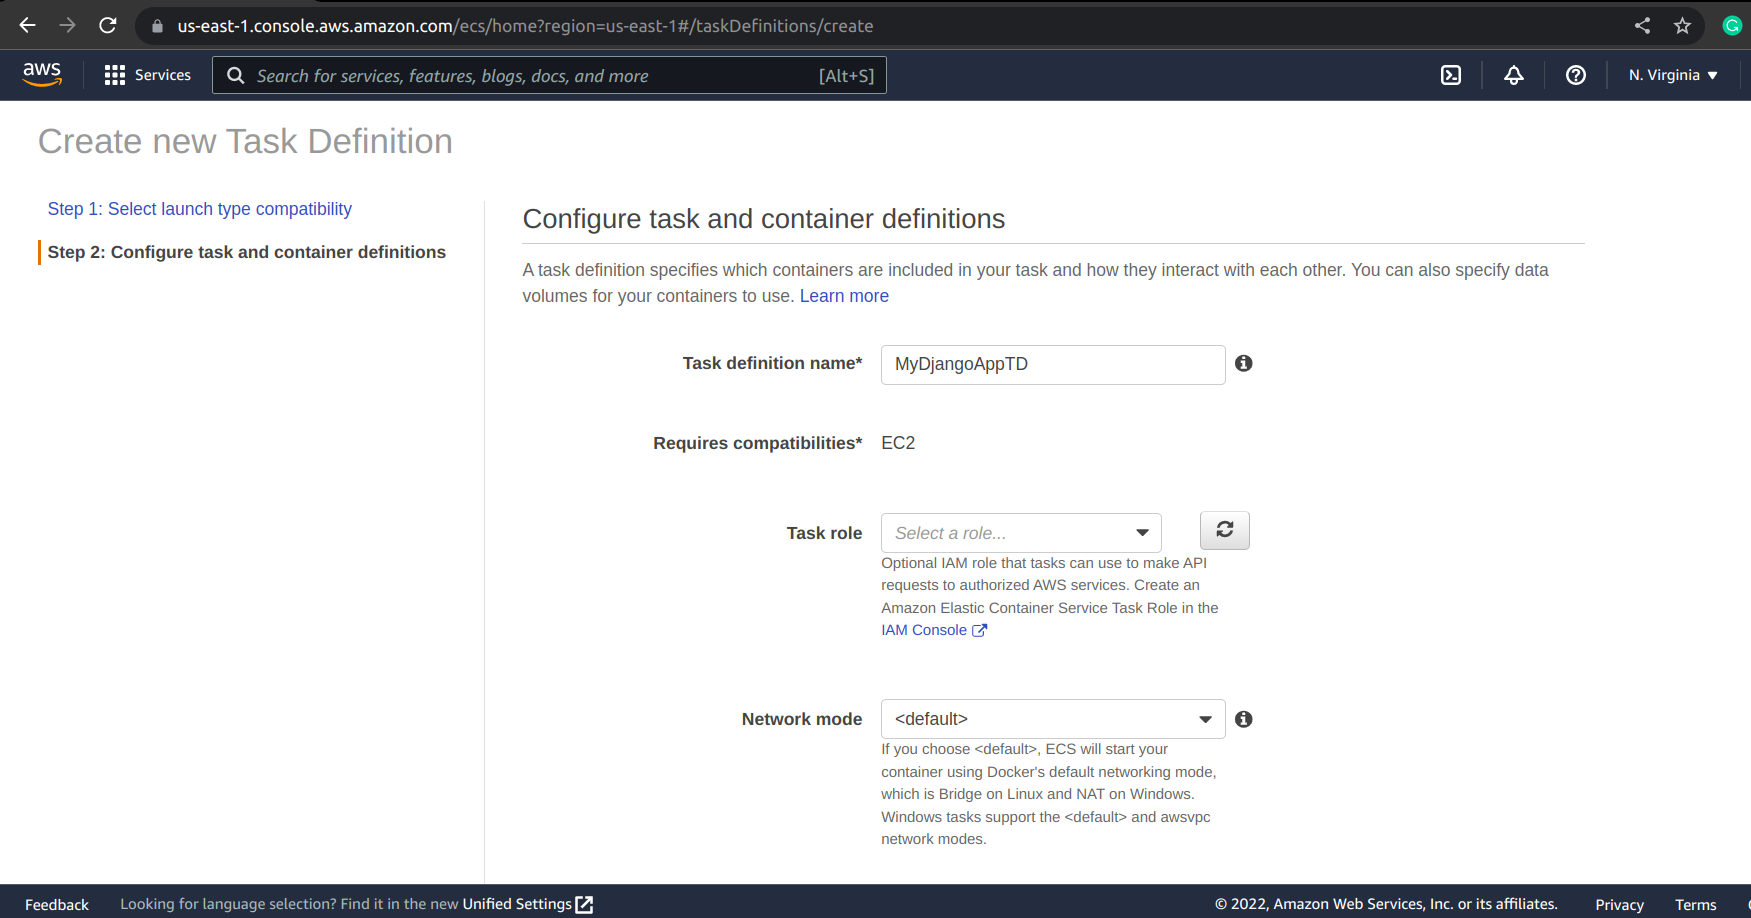 us-east-1.console.aws.amazon.com/ecs/home?region=us-east-1#/taskDefinitions/create
aws
Services
Search for services, features, blogs, docs, and more
[Alt+S]
N. Virginia
Create new Task Definition
Step 1: Select launch type compatibility
Step 2: Configure task and container definitions
Configure task and container definitions
A task definition specifies which containers are included in your task and how they interact with each other. You can also specify data
volumes for your containers to use. Learn more
Task definition name*
MyDjangoAppTD
Requires compatibilities*
EC2
Task role
Select a role...
Optional IAM role that tasks can use to make API
requests to authorized AWS services. Create an
Amazon Elastic Container Service Task Role in the
IAM Console
Network mode
<default>
If you choose <default>, ECS will start your
container using Docker's default networking mode,
which is Bridge on Linux and NAT on Windows.
Windows tasks support the <default> and awsvpc
network modes.
Feedback
Looking for language selection? Find it in the new Unified Settings
© 2022, Amazon Web Services, Inc. or its affiliates.
Privacy
Terms